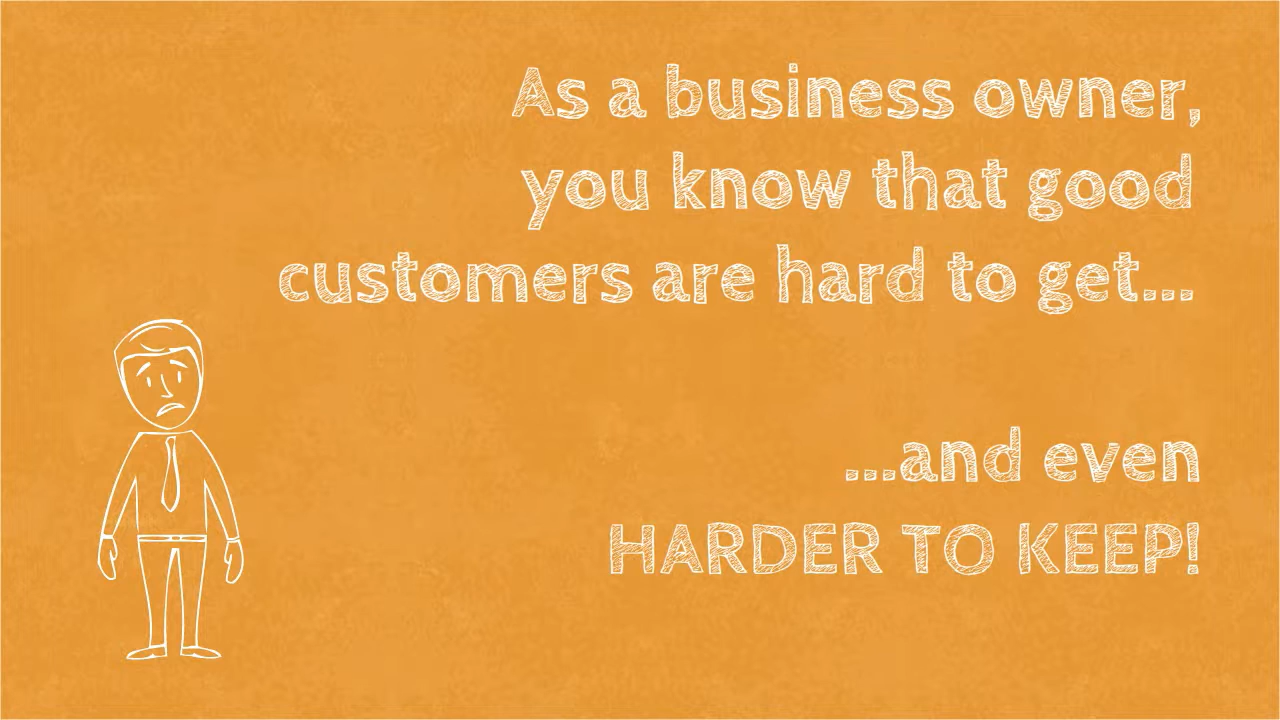 As a business owner,
you know that good
customers are hard to get...
...and even
HARDER TO KEEP!